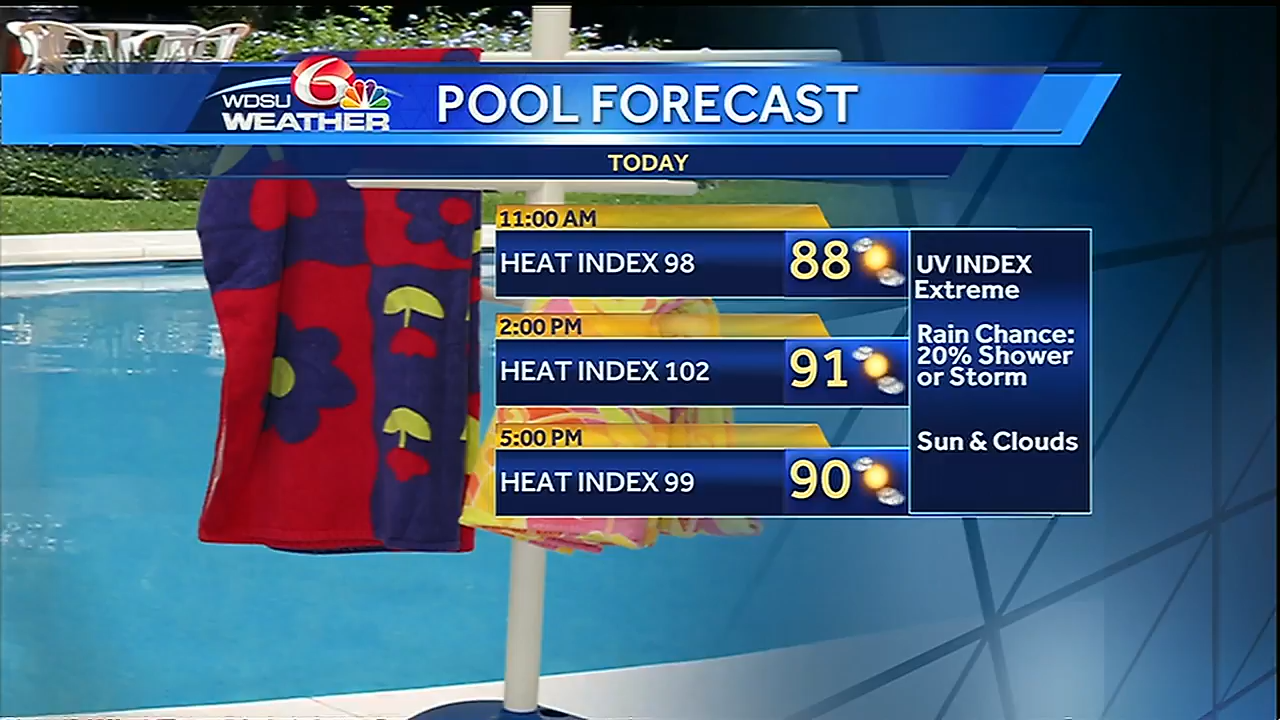 WDSU 6
WEATHER
POOL FORECAST
TODAY
11:00 AM
HEAT INDEX 98
88
2:00 PM
HEAT INDEX 102
91
5:00 PM
HEAT INDEX 99
90
UV INDEX
Extreme
Rain Chance:
20% Shower
or Storm
Sun & Clouds